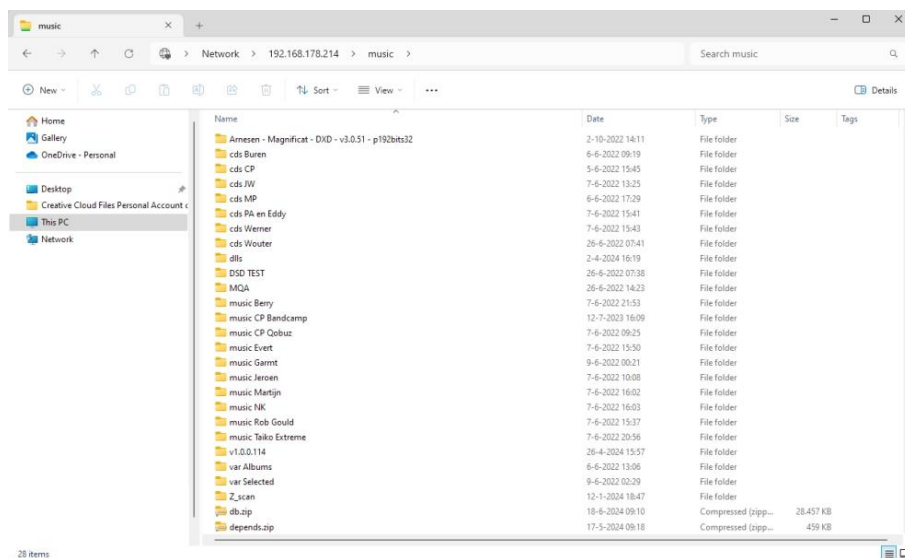 music
Network > 192.168.178.214 > music >
Search music
New
Sort
View
Details
Home
Gallery
OneDrive - Personal
Desktop
Creative Cloud Files Personal Account c
This PC
Network
Name Date Type Size Tags
Arnesen - Magnificat - DXD - v3.0.51 - p192bits32 2-10-2022 14:11 File folder
cds Buren 6-6-2022 09:19 File folder
cds CP 5-6-2022 15:45 File folder
cds JW 7-6-2022 13:25 File folder
cds MP 6-6-2022 17:29 File folder
cds PA en Eddy 7-6-2022 15:41 File folder
cds Werner 7-6-2022 15:43 File folder
cds Wouter 26-6-2022 07:41 File folder
dlls 2-4-2024 16:19 File folder
DSD TEST 26-6-2022 07:38 File folder
MQA 26-6-2022 14:23 File folder
music Berry 7-6-2022 21:53 File folder
music CP Bandcamp 12-7-2023 16:09 File folder
music CP Qobuz 7-6-2022 09:25 File folder
music Evert 7-6-2022 15:50 File folder
music Garmt 9-6-2022 00:21 File folder
music Jeroen 7-6-2022 10:08 File folder
music Martijn 7-6-2022 16:02 File folder
music NK 7-6-2022 16:03 File folder
music Rob Gould 7-6-2022 15:37 File folder
music Taiko Extreme 7-6-2022 20:56 File folder
v1.0.0.114 26-4-2024 15:57 File folder
var Albums 6-6-2022 13:06 File folder
var Selected 9-6-2022 02:29 File folder
Z_scan 12-1-2024 18:47 File folder
db.zip 18-6-2024 09:10 Compressed (zipp... 28.457 KB
depends.zip 17-5-2024 09:18 Compressed (zipp... 459 KB
28 items